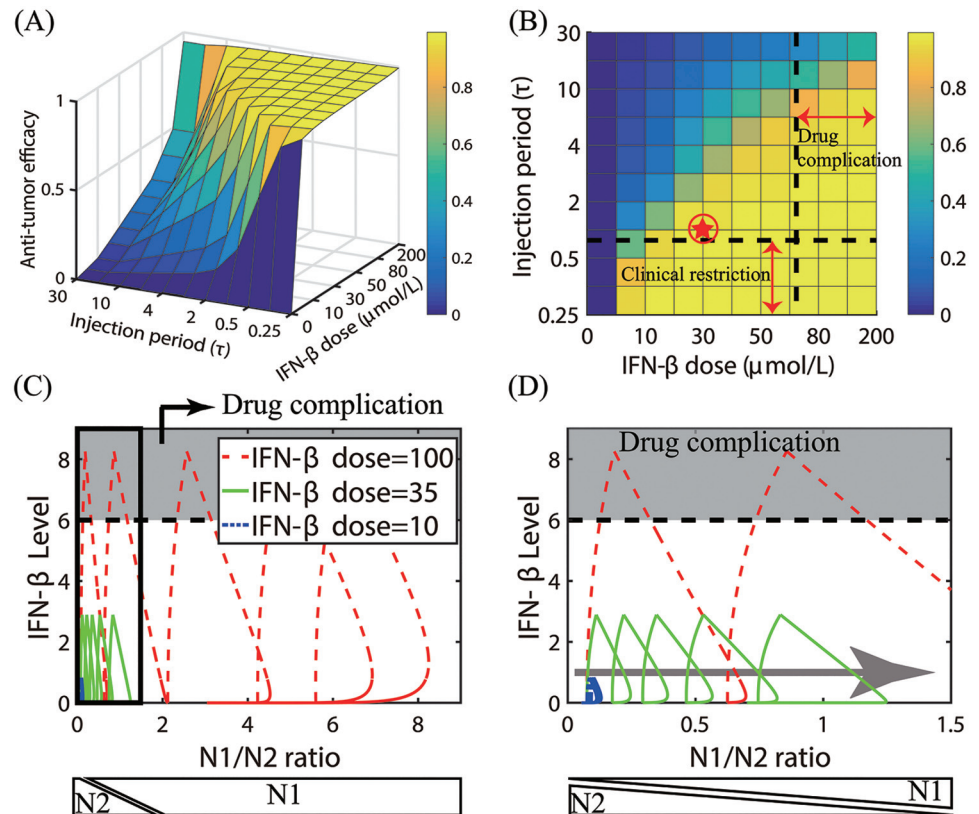 (A)
1
0.5
0
Anti-tumor efficacy
30
10
4
2
0.5
0.25
Injection period (τ)
0
10
30
50
80
200
IFN-β dose (μmol/L)
0.8
0.6
0.4
0.2
0
(B)
30
10
4
2
0.5
0.25
Injection period (τ)
Drug
complication
Clinical restriction
0 10 30 50 80 200
IFN-β dose (μmol/L)
0.8
0.6
0.4
0.2
0
(C)
Drug complication
8
6
4
2
0
IFN-β Level
IFN-β dose=100
IFN-β dose=35
IFN-β dose=10
0 2 4 6 8
N1/N2 ratio
N2
N1
(D)
Drug complication
8
6
4
2
0
IFN- β Level
0 0.5 1 1.5
N1/N2 ratio
N2
N1